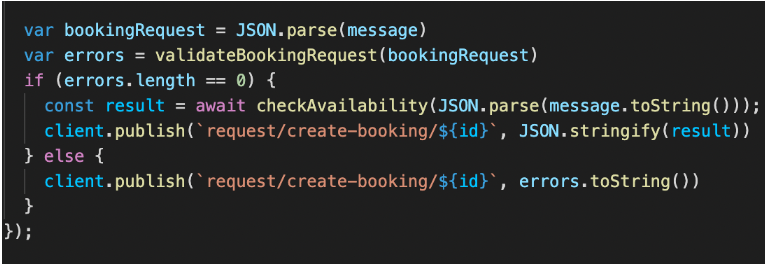 var bookingRequest = JSON.parse(message)
var errors = validateBookingRequest(bookingRequest)
if (errors.length == 0) {
const result = await checkAvailability(JSON.parse(message.toString()));
client.publish(`request/create-booking/${id}`, JSON.stringify(result))
} else {
client.publish(`request/create-booking/${id}`, errors.toString())
}
});